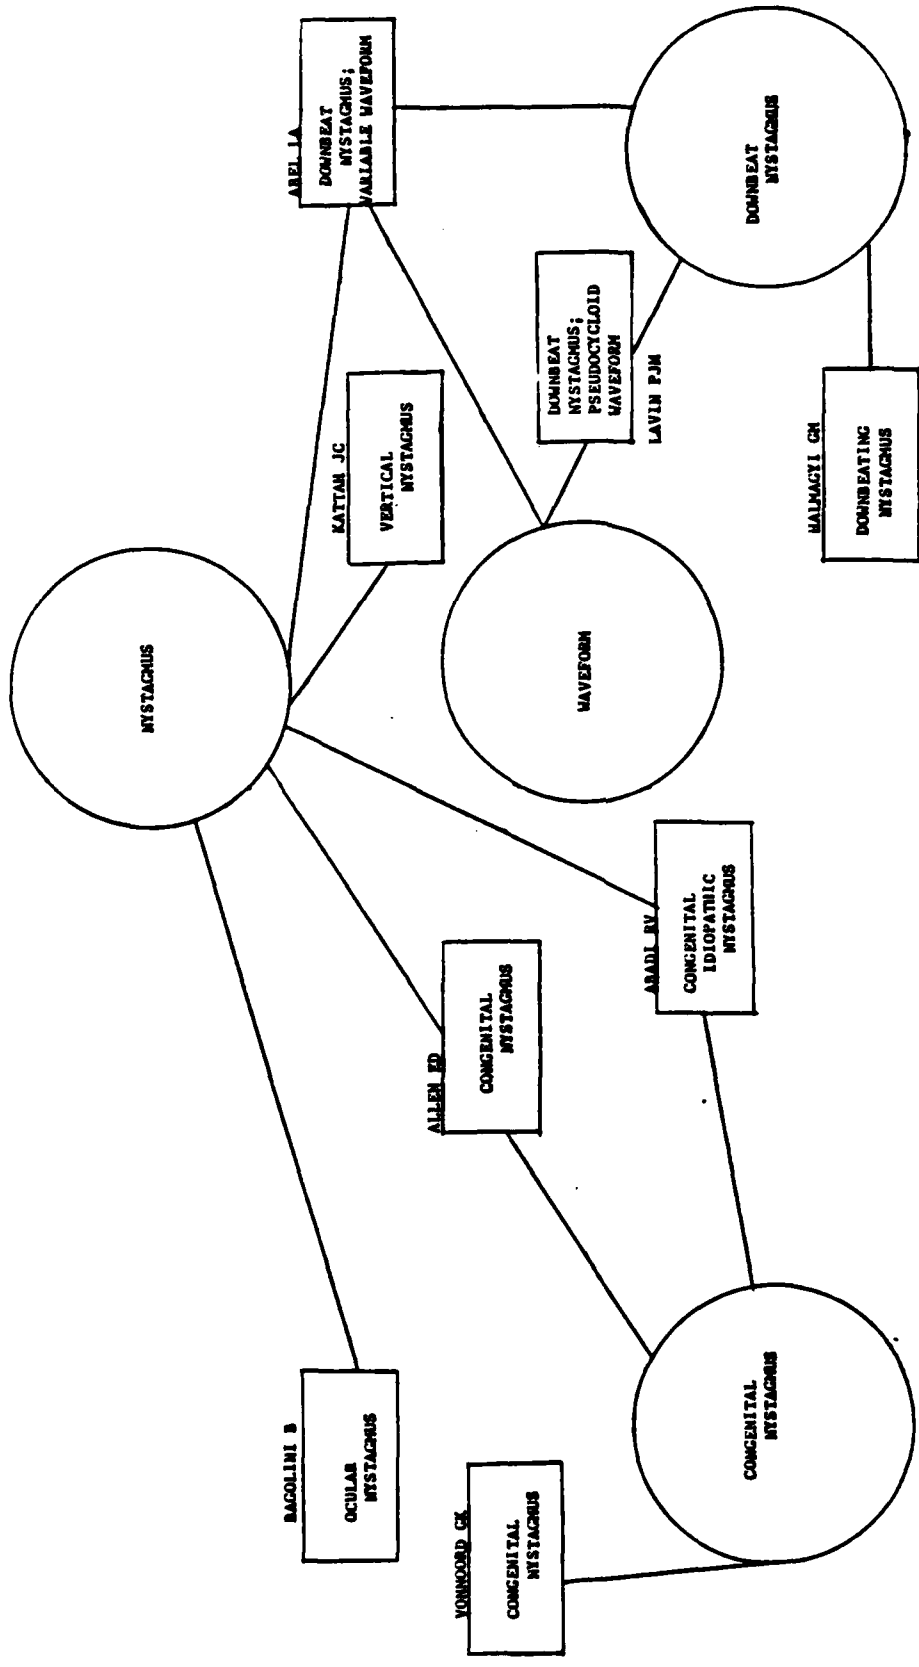 NYSTAGMUS
BAGOLINI B
OCULAR
NYSTAGMUS
ABEL LA
DOWNBEAT
NYSTAGMUS;
VARIABLE WAVEFORM
KATTAH JC
VERTICAL
NYSTAGMUS
ALLEN ED
CONGENITAL
NYSTAGMUS
VONNOORD GK
CONGENITAL
NYSTAGMUS
WAVEFORM
DOWNBEAT
NYSTAGMUS;
PSEUDOCYCLOID
WAVEFORM
LAVIN PJM
ABADI RV
CONGENITAL
IDIOPATHIC
NYSTAGMUS
CONGENITAL
NYSTAGMUS
DOWNBEAT
NYSTAGMUS
HALMAGYI GM
DOWNBEATING
NYSTAGMUS